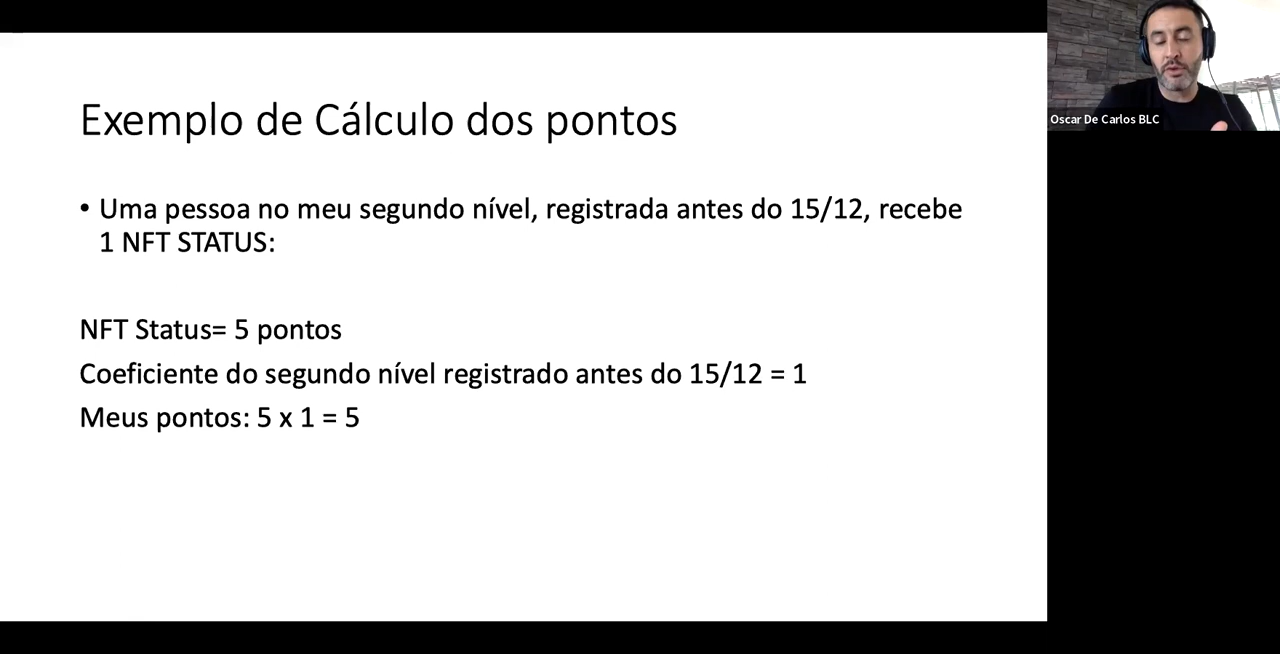 Exemplo de Cálculo dos pontos
• Uma pessoa no meu segundo nível, registrada antes do 15/12, recebe
1 NFT STATUS:
NFT Status= 5 pontos
Coeficiente do segundo nível registrado antes do 15/12 = 1
Meus pontos: 5 x 1 = 5
Oscar De Carlos BLC